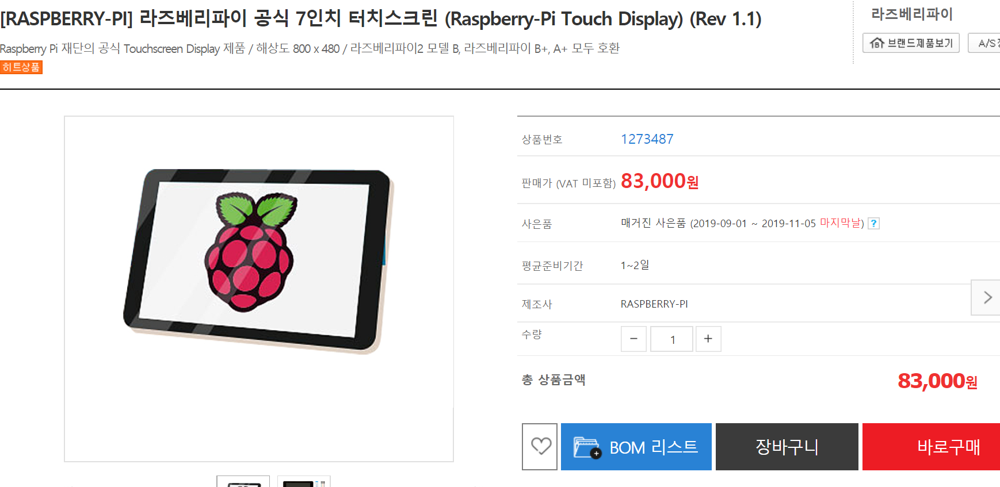 [RASPBERRY-PI] 라즈베리파이 공식 7인치 터치스크린 (Raspberry-Pi Touch Display) (Rev 1.1)
Raspberry Pi 재단의 공식 Touchscreen Display 제품 / 해상도 800 x 480 / 라즈베리파이2 모델 B, 라즈베리파이 B+, A+ 모두 호환
히트상품
라즈베리파이
브랜드제품보기
A/S
상품번호 1273487
판매가 (VAT 미포함) 83,000원
사은품 매거진 사은품 (2019-09-01 ~ 2019-11-05 마지막날) ?
평균준비기간 1~2일
제조사 RASPBERRY-PI
수량 − 1 +
총 상품금액 83,000원
BOM 리스트 장바구니 바로구매